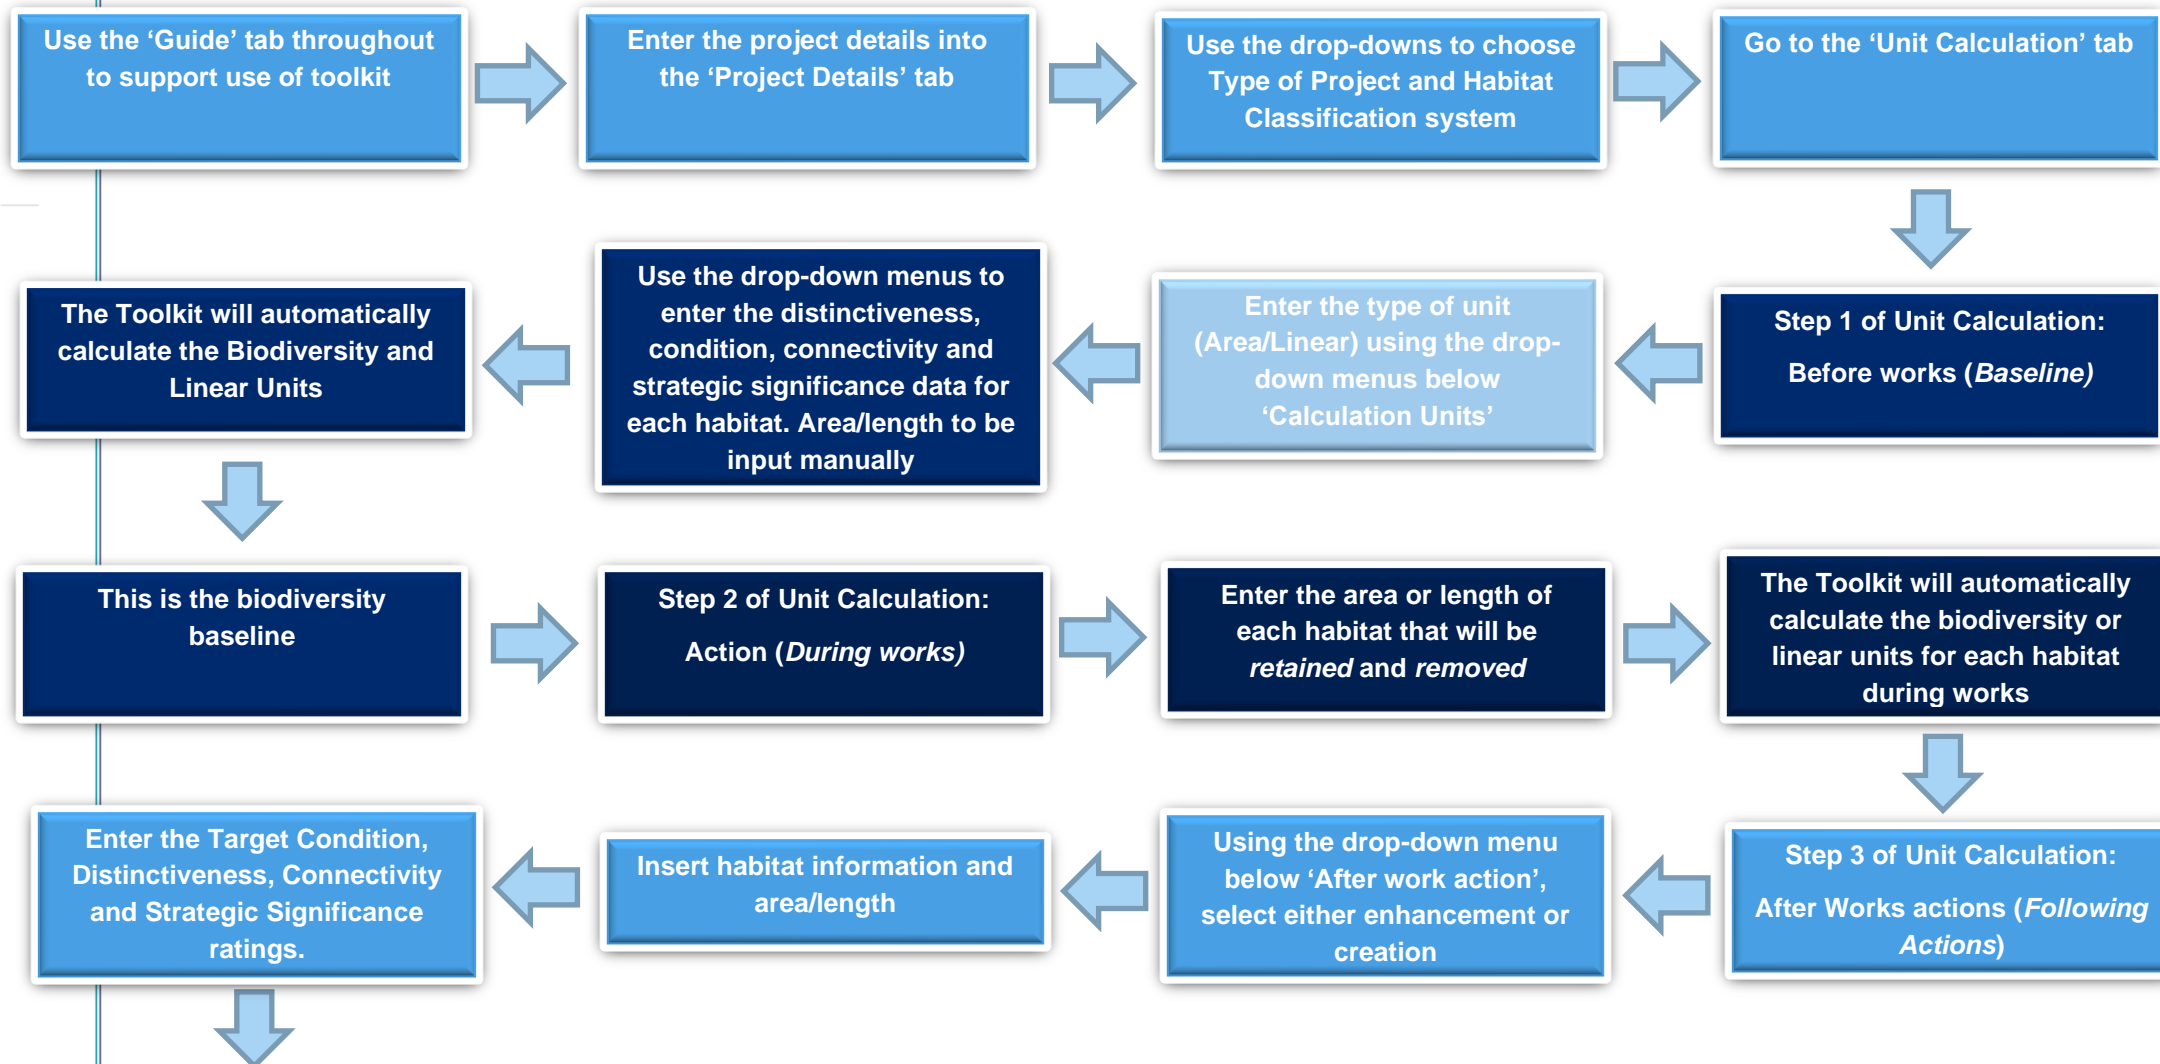 Use the ‘Guide’ tab throughout
to support use of toolkit
Enter the project details into
the ‘Project Details’ tab
Use the drop-downs to choose
Type of Project and Habitat
Classification system
Go to the ‘Unit Calculation’ tab
Step 1 of Unit Calculation:
Before works (Baseline)
Enter the type of unit
(Area/Linear) using the drop-
down menus below
‘Calculation Units’
Use the drop-down menus to
enter the distinctiveness,
condition, connectivity and
strategic significance data for
each habitat. Area/length to be
input manually
The Toolkit will automatically
calculate the Biodiversity and
Linear Units
This is the biodiversity
baseline
Step 2 of Unit Calculation:
Action (During works)
Enter the area or length of
each habitat that will be
retained and removed
The Toolkit will automatically
calculate the biodiversity or
linear units for each habitat
during works
Step 3 of Unit Calculation:
After Works actions (Following
Actions)
Using the drop-down menu
below ‘After work action’,
select either enhancement or
creation
Insert habitat information and
area/length
Enter the Target Condition,
Distinctiveness, Connectivity
and Strategic Significance
ratings.